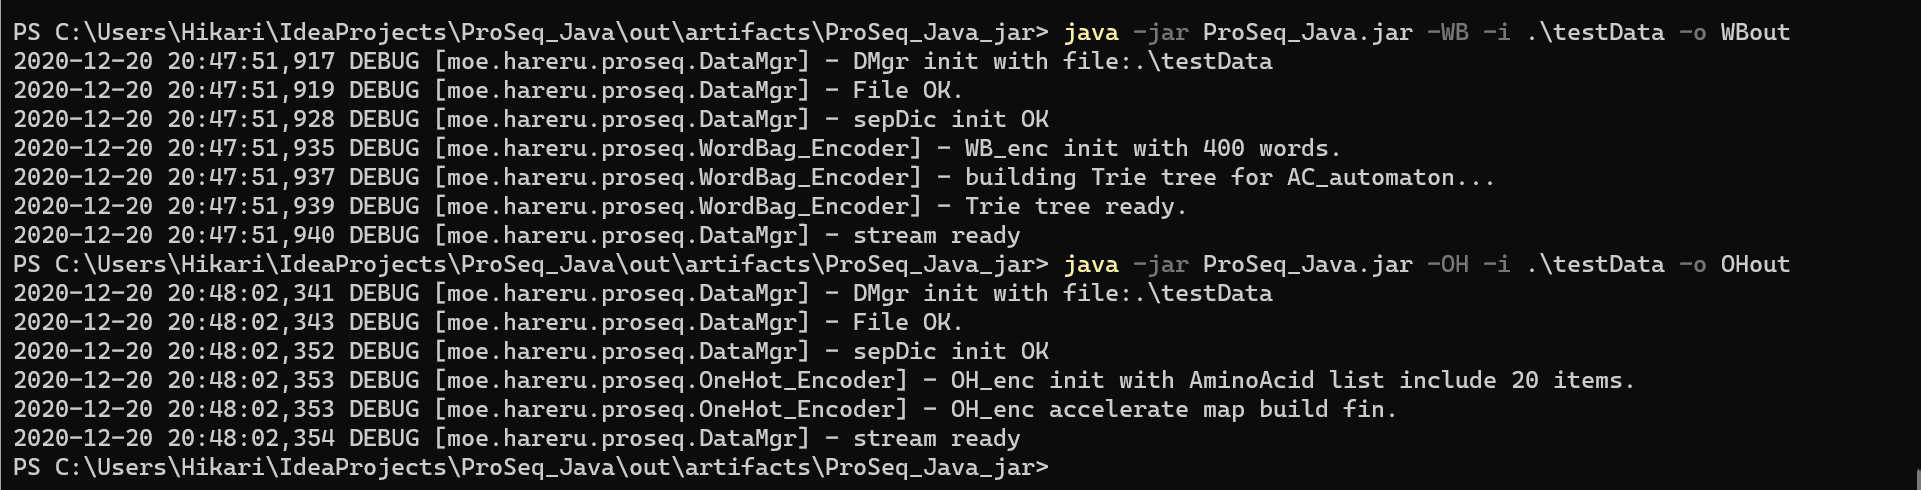 PS C:\Users\Hikari\IdeaProjects\ProSeq_Java\out\artifacts\ProSeq_Java_jar> java -jar ProSeq_Java.jar -WB -i .\testData -o WBout
2020-12-20 20:47:51,917 DEBUG [moe.hareru.proseq.DataMgr] - DMgr init with file:.\testData
2020-12-20 20:47:51,919 DEBUG [moe.hareru.proseq.DataMgr] - File OK.
2020-12-20 20:47:51,928 DEBUG [moe.hareru.proseq.DataMgr] - sepDic init OK
2020-12-20 20:47:51,935 DEBUG [moe.hareru.proseq.WordBag_Encoder] - WB_enc init with 400 words.
2020-12-20 20:47:51,937 DEBUG [moe.hareru.proseq.WordBag_Encoder] - building Trie tree for AC_automaton...
2020-12-20 20:47:51,939 DEBUG [moe.hareru.proseq.WordBag_Encoder] - Trie tree ready.
2020-12-20 20:47:51,940 DEBUG [moe.hareru.proseq.DataMgr] - stream ready
PS C:\Users\Hikari\IdeaProjects\ProSeq_Java\out\artifacts\ProSeq_Java_jar> java -jar ProSeq_Java.jar -OH -i .\testData -o OHout
2020-12-20 20:48:02,341 DEBUG [moe.hareru.proseq.DataMgr] - DMgr init with file:.\testData
2020-12-20 20:48:02,343 DEBUG [moe.hareru.proseq.DataMgr] - File OK.
2020-12-20 20:48:02,352 DEBUG [moe.hareru.proseq.DataMgr] - sepDic init OK
2020-12-20 20:48:02,353 DEBUG [moe.hareru.proseq.OneHot_Encoder] - OH_enc init with AminoAcid list include 20 items.
2020-12-20 20:48:02,353 DEBUG [moe.hareru.proseq.OneHot_Encoder] - OH_enc accelerate map build fin.
2020-12-20 20:48:02,354 DEBUG [moe.hareru.proseq.DataMgr] - stream ready
PS C:\Users\Hikari\IdeaProjects\ProSeq_Java\out\artifacts\ProSeq_Java_jar>